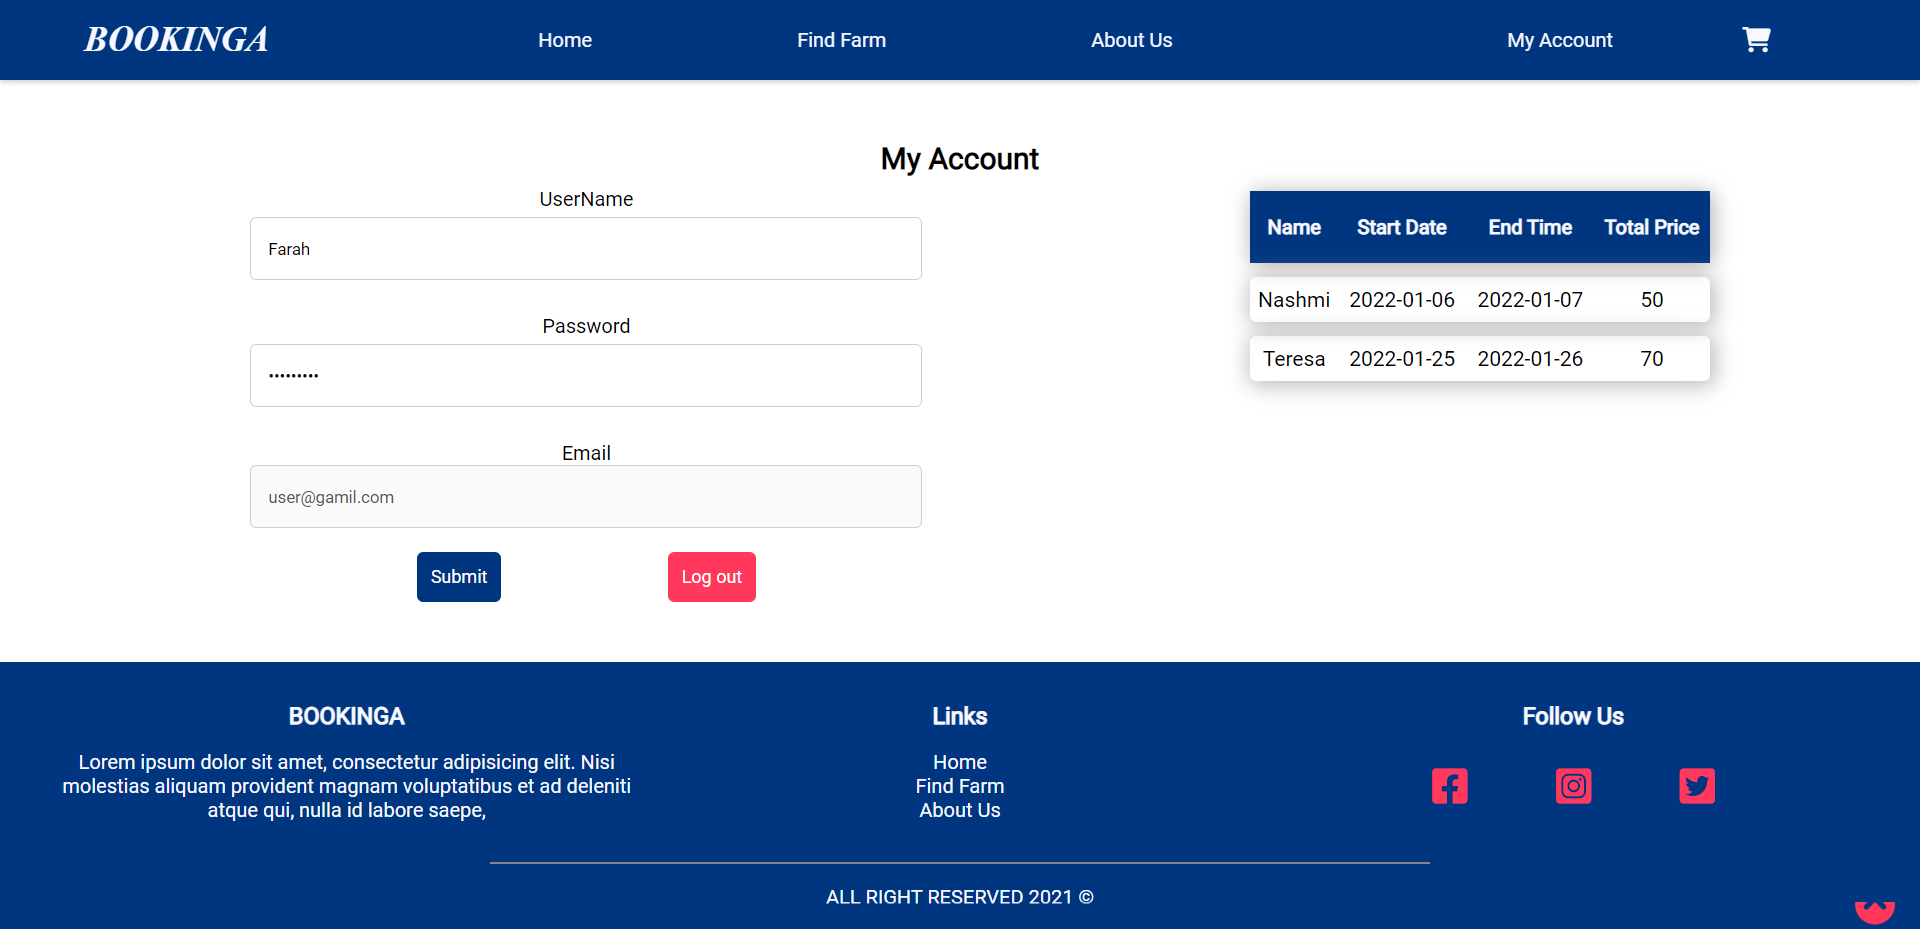 BOOKINGA
Home
Find Farm
About Us
My Account
My Account
UserName
Farah
Password
•••••••••
Email
user@gamil.com
Submit
Log out
Name Start Date End Time Total Price
Nashmi 2022-01-06 2022-01-07 50
Teresa 2022-01-25 2022-01-26 70
BOOKINGA
Lorem ipsum dolor sit amet, consectetur adipisicing elit. Nisi
molestias aliquam provident magnam voluptatibus et ad deleniti
atque qui, nulla id labore saepe,
Links
Home
Find Farm
About Us
Follow Us
ALL RIGHT RESERVED 2021 ©